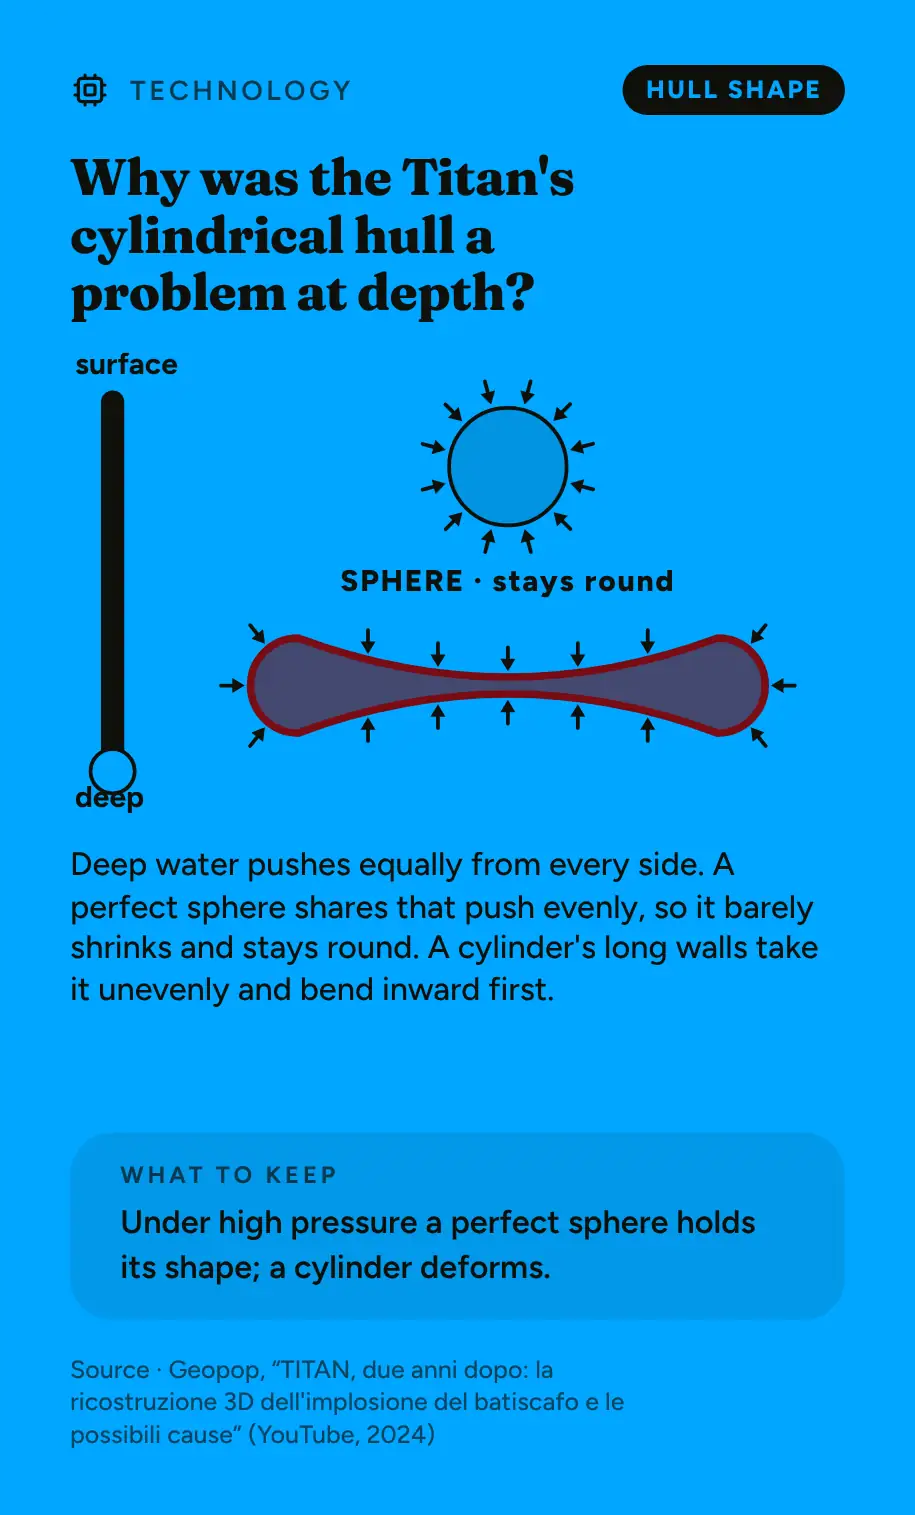 TECHNOLOGY
HULL SHAPE
Why was the Titan's
cylindrical hull a
problem at depth?
surface
SPHERE · stays round
deep
Deep water pushes equally from every side. A
perfect sphere shares that push evenly, so it barely
shrinks and stays round. A cylinder's long walls take
it unevenly and bend inward first.
WHAT TO KEEP
Under high pressure a perfect sphere holds
its shape; a cylinder deforms.
Source · Geopop, “TITAN, due anni dopo: la
ricostruzione 3D dell'implosione del batiscafo e le
possibili cause” (YouTube, 2024)